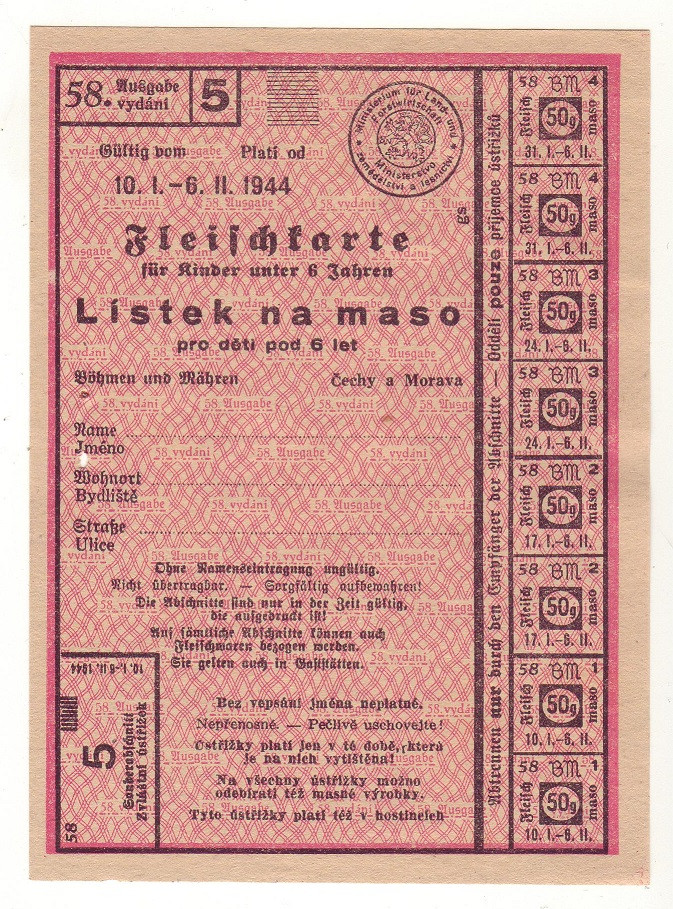 58. Ausgabe
vydání
5
Ministerium für Land- und Forstwirtschaft
Ministerstvo zemědělství a lesnictví
Gültig vom Platí od
10. I.–6. II. 1944
Fleischkarte
für Kinder unter 6 Jahren
Lístek na maso
pro děti pod 6 let
Böhmen und Mähren Čechy a Morava
Name
Jméno
Wohnort
Bydliště
Straße
Ulice
Ohne Namenseintragung ungültig.
Nicht übertragbar. — Sorgfältig aufbewahren!
Die Abschnitte sind nur in der Zeit gültig,
die aufgedruckt ist!
Auf sämtliche Abschnitte können auch
Fleischwaren bezogen werden.
Sie gelten auch in Gaststätten.
Bez vepsání jména neplatné.
Nepřenosné. — Pečlivě uschovejte!
Ústřižky platí jen v té době, která
je na nich vytištěna!
Na všechny ústřižky možno
odebírati též masné výrobky.
Tyto ústřižky platí též v hostincích
10. I.–6. II. 1944
5
Sonderabschnitt
Zvláštní ústřižek
58
Abtrennen nur durch den Empfänger der Abschnitte — Oddělí pouze příjemce ústřižků
58 BM 4
Fleisch 50g maso
31. I.–6. II.
58 BM 4
Fleisch 50g maso
31. I.–6. II.
58 BM 3
Fleisch 50g maso
24. I.–6. II.
58 BM 3
Fleisch 50g maso
24. I.–6. II.
58 BM 2
Fleisch 50g maso
17. I.–6. II.
58 BM 2
Fleisch 50g maso
17. I.–6. II.
58 BM 1
Fleisch 50g maso
10. I.–6. II.
58 BM 1
Fleisch 50g maso
10. I.–6. II.